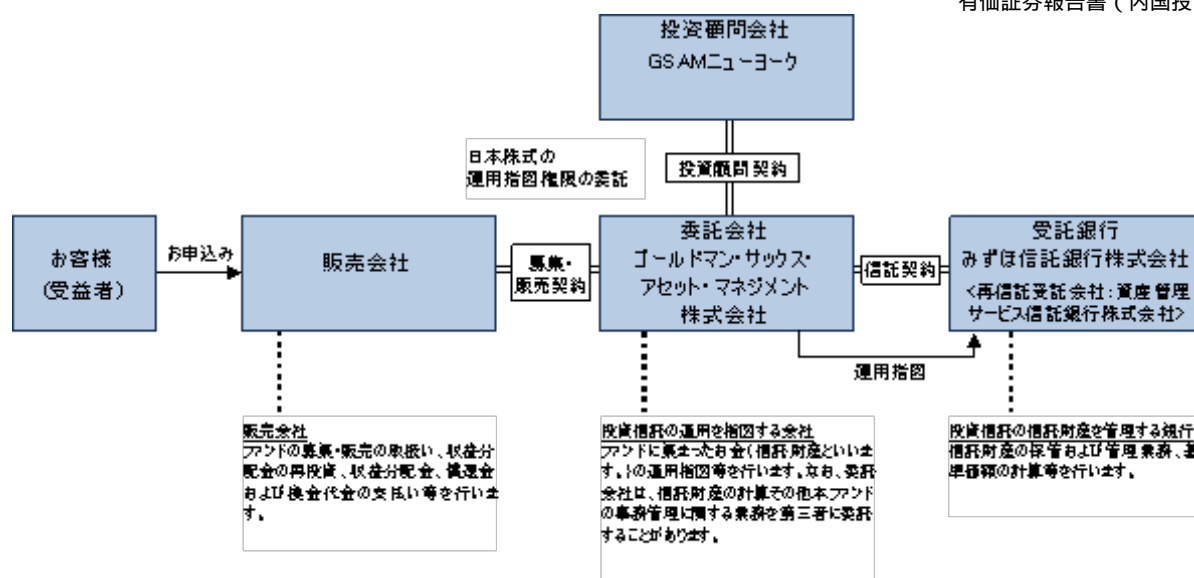 有価証券報告書(内国投
投資顧問会社
GSAMニューヨーク
日本株式の
運用指図権限の委託
投資顧問契約
お客様
(受益者)
お申込み
販売会社
募集・
販売契約
委託会社
ゴールドマン・サックス・
アセット・マネジメント
株式会社
信託契約
受託銀行
みずほ信託銀行株式会社
<再信託受託会社:資産管理
サービス信託銀行株式会社>
運用指図
販売会社
ファンドの募集・販売の取扱い、収益分
配金の再投資、収益分配金、償還金
および換金代金の支払い等を行いま
す。
投資信託の運用を指図する会社
ファンドに集まったお金(信託財産といいま
す。)の運用指図等を行います。なお、委託
会社は、信託財産の計算その他本ファンド
の事務管理に関する業務を第三者に委託
することがあります。
投資信託の信託財産を管理する銀行
信託財産の保管および管理業務、基
準価額の計算等を行います。